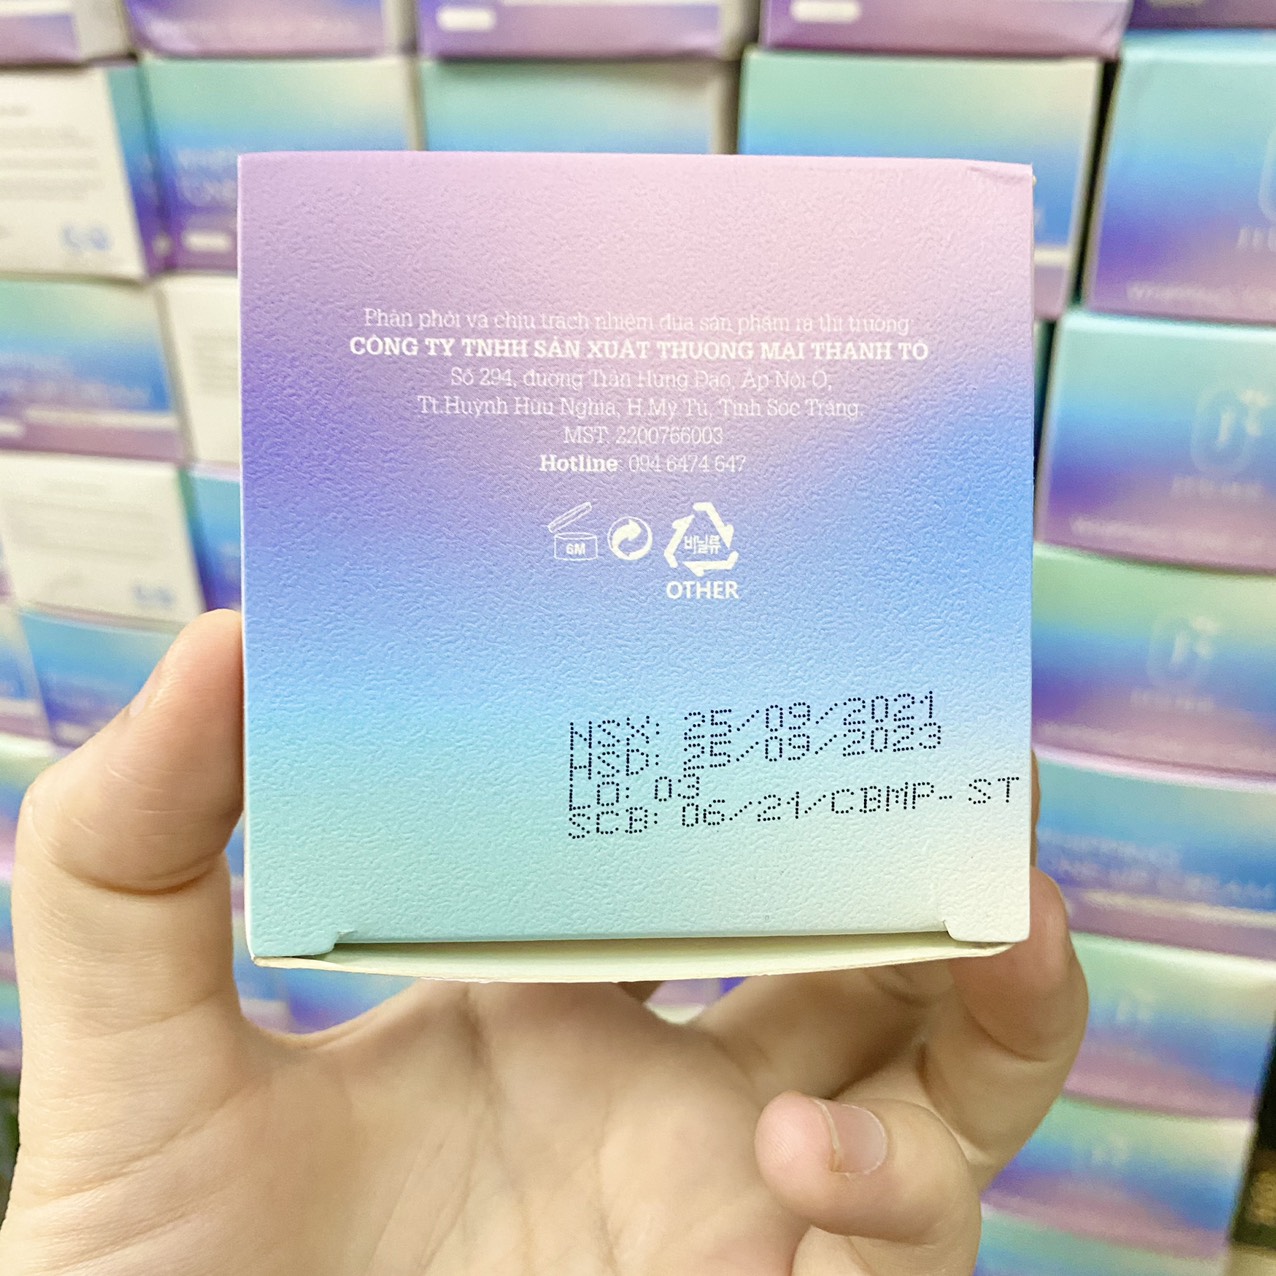 Phân phối và chịu trách nhiệm đưa sản phẩm ra thị trường
CÔNG TY TNHH SẢN XUẤT THƯƠNG MẠI THANH TÔ
Số 294, đường Trần Hưng Đạo, Ấp Nội Ô,
Tt.Huỳnh Hữu Nghĩa, H.Mỹ Tú, Tỉnh Sóc Trăng.
MST: 2200766003
Hotline: 094 6474 647
6M
비닐류
OTHER
NSX: 25/09/2021
HSD: 25/09/2023
LO: 03
SCB: 06/21/CBMP-ST